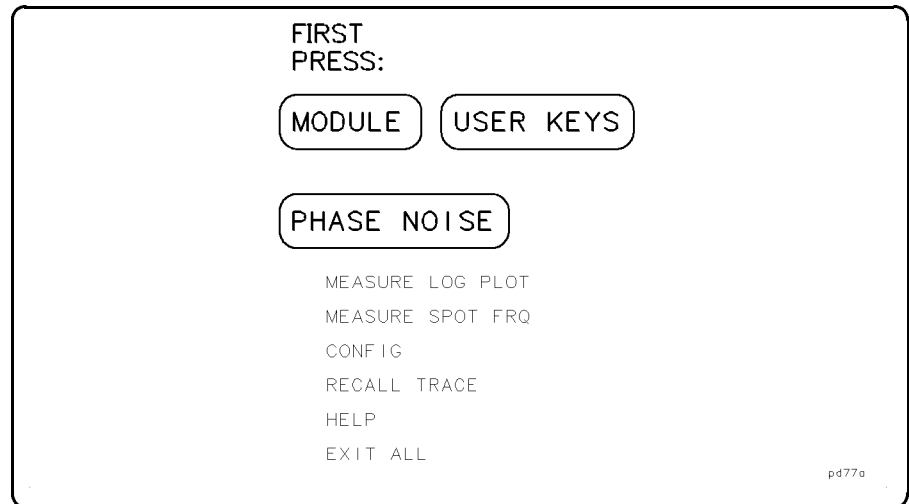 FIRST
PRESS:
MODULE USER KEYS
PHASE NOISE
MEASURE LOG PLOT
MEASURE SPOT FRQ
CONFIG
RECALL TRACE
HELP
EXIT ALL
pd77a